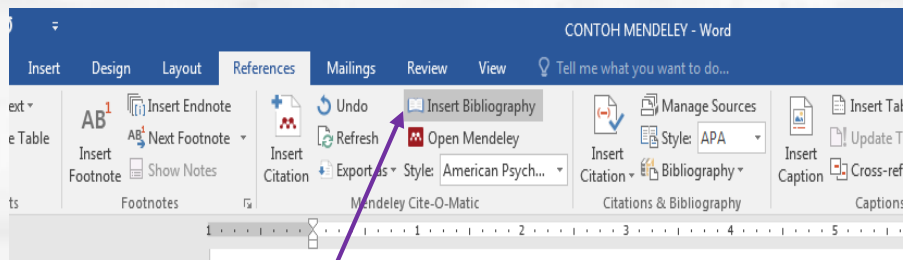 CONTOH MENDELEY - Word
Insert Design Layout References Mailings Review View Tell me what you want to do...
AB1 Insert Footnote
Insert Endnote
AB1 Next Footnote
Show Notes
Footnotes
Insert Citation
Undo
Refresh
Export as
Insert Bibliography
Open Mendeley
Style: American Psych...
Mendeley Cite-O-Matic
Insert Citation
Manage Sources
Style: APA
Bibliography
Citations & Bibliography
Insert Caption
Captions
1 1 2 3 4 5